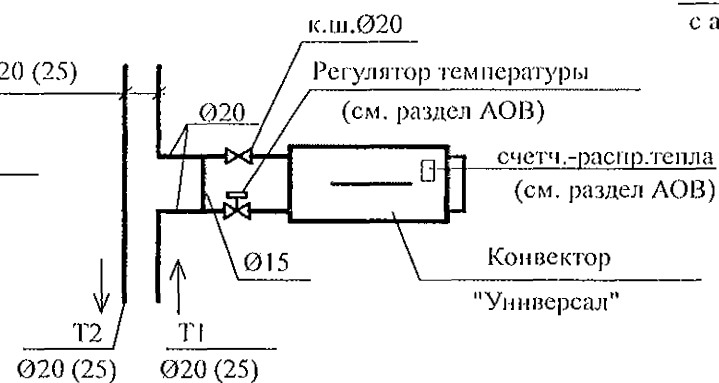 к.ш.Ø20
с а
20 (25)
Регулятор температуры
(см. раздел АОВ)
Ø20
счетч.-распр.тепла
(см. раздел АОВ)
Ø15
Конвектор
"Универсал"
Т2
Т1
Ø20 (25)
Ø20 (25)